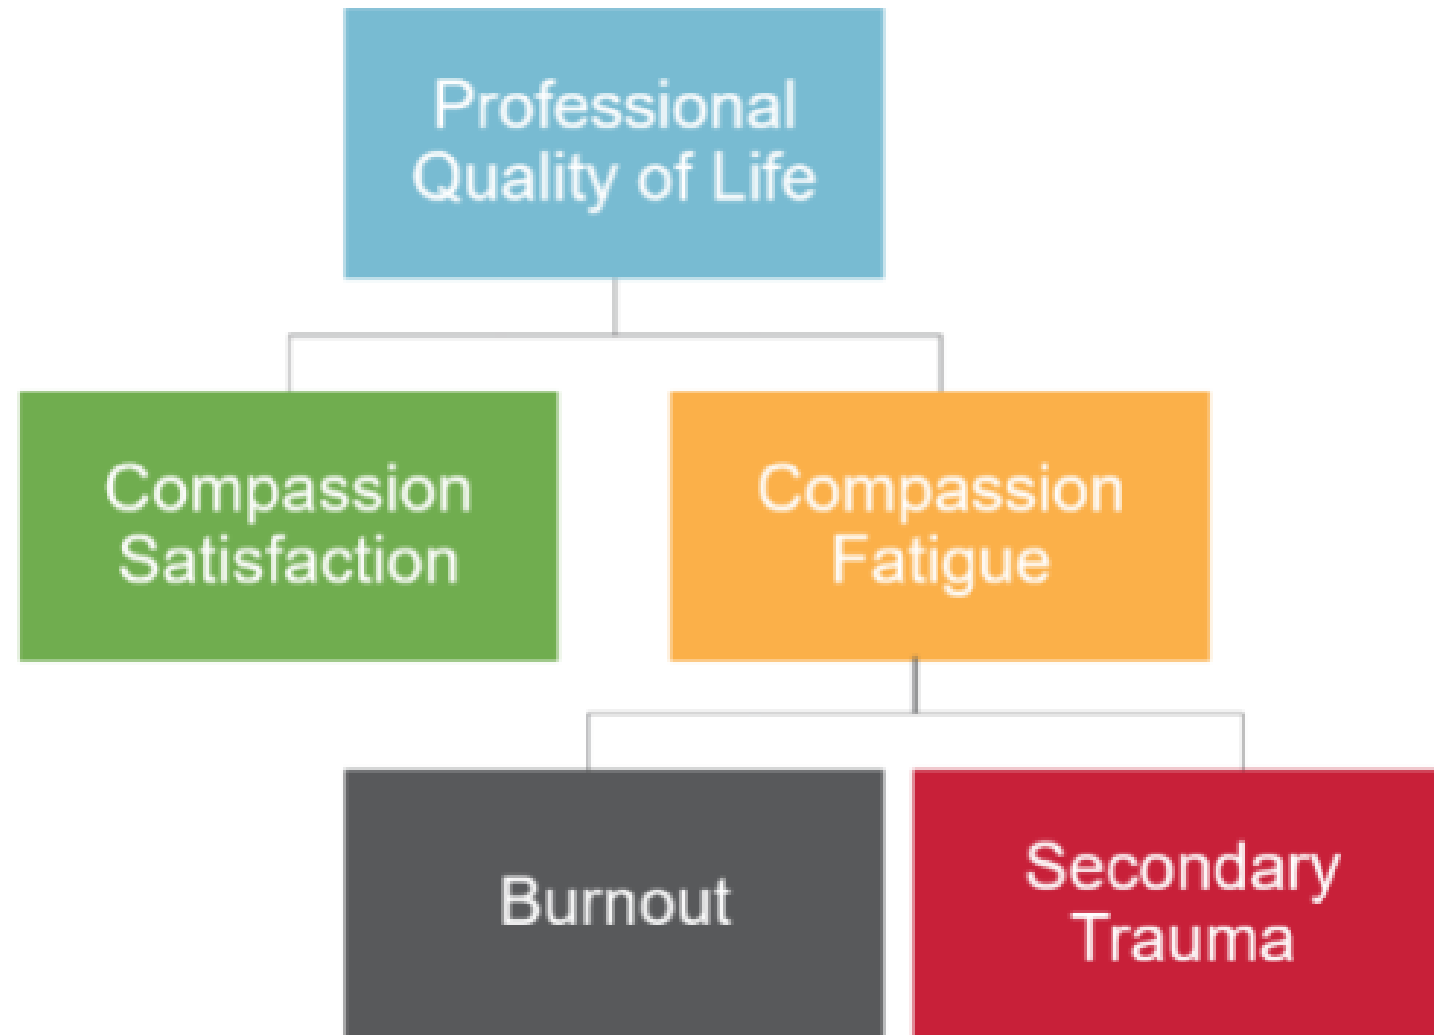 Professional
Quality of Life
Compassion
Satisfaction
Compassion
Fatigue
Burnout
Secondary
Trauma